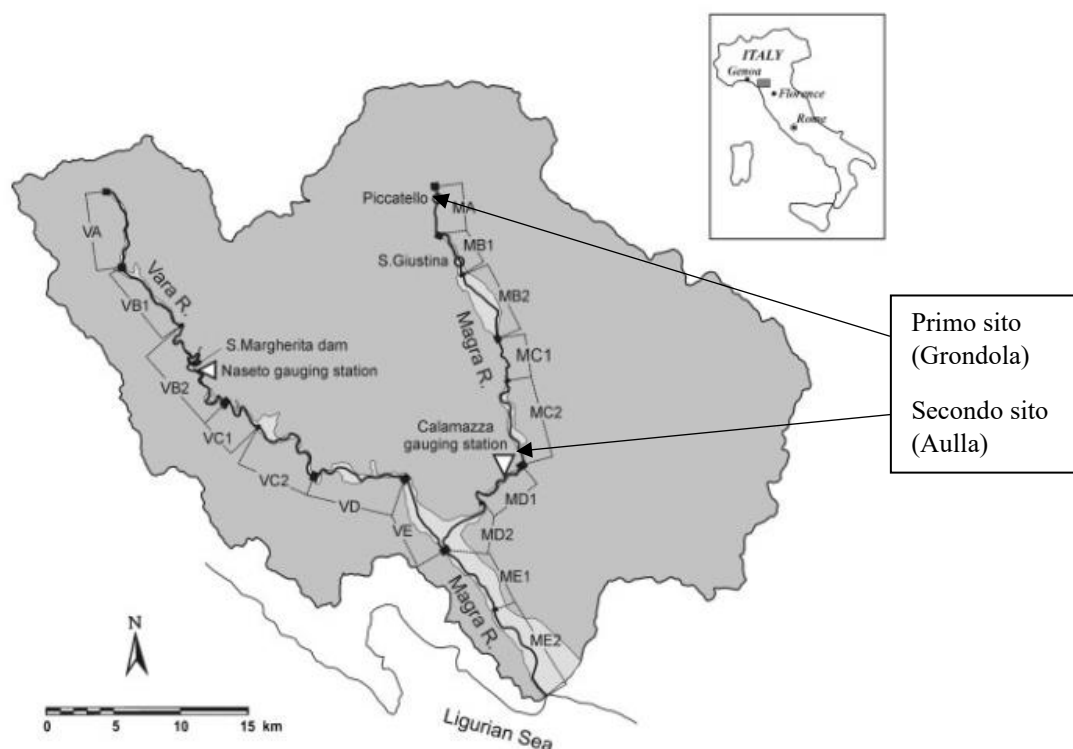 ITALY
Genoa
Florence
Rome
Piccatello
MA
VA
MB1
S.Giustina
Vara R.
MB2
VB1
Magra R.
Primo sito
(Grondola)
Secondo sito
(Aulla)
S.Margherita dam
Naseto gauging station
MC1
VB2
MC2
VC1
Calamazza
gauging station
VC2
MD1
VD
VE
MD2
ME1
Magra R.
ME2
N
0 5 10 15 km
Ligurian Sea